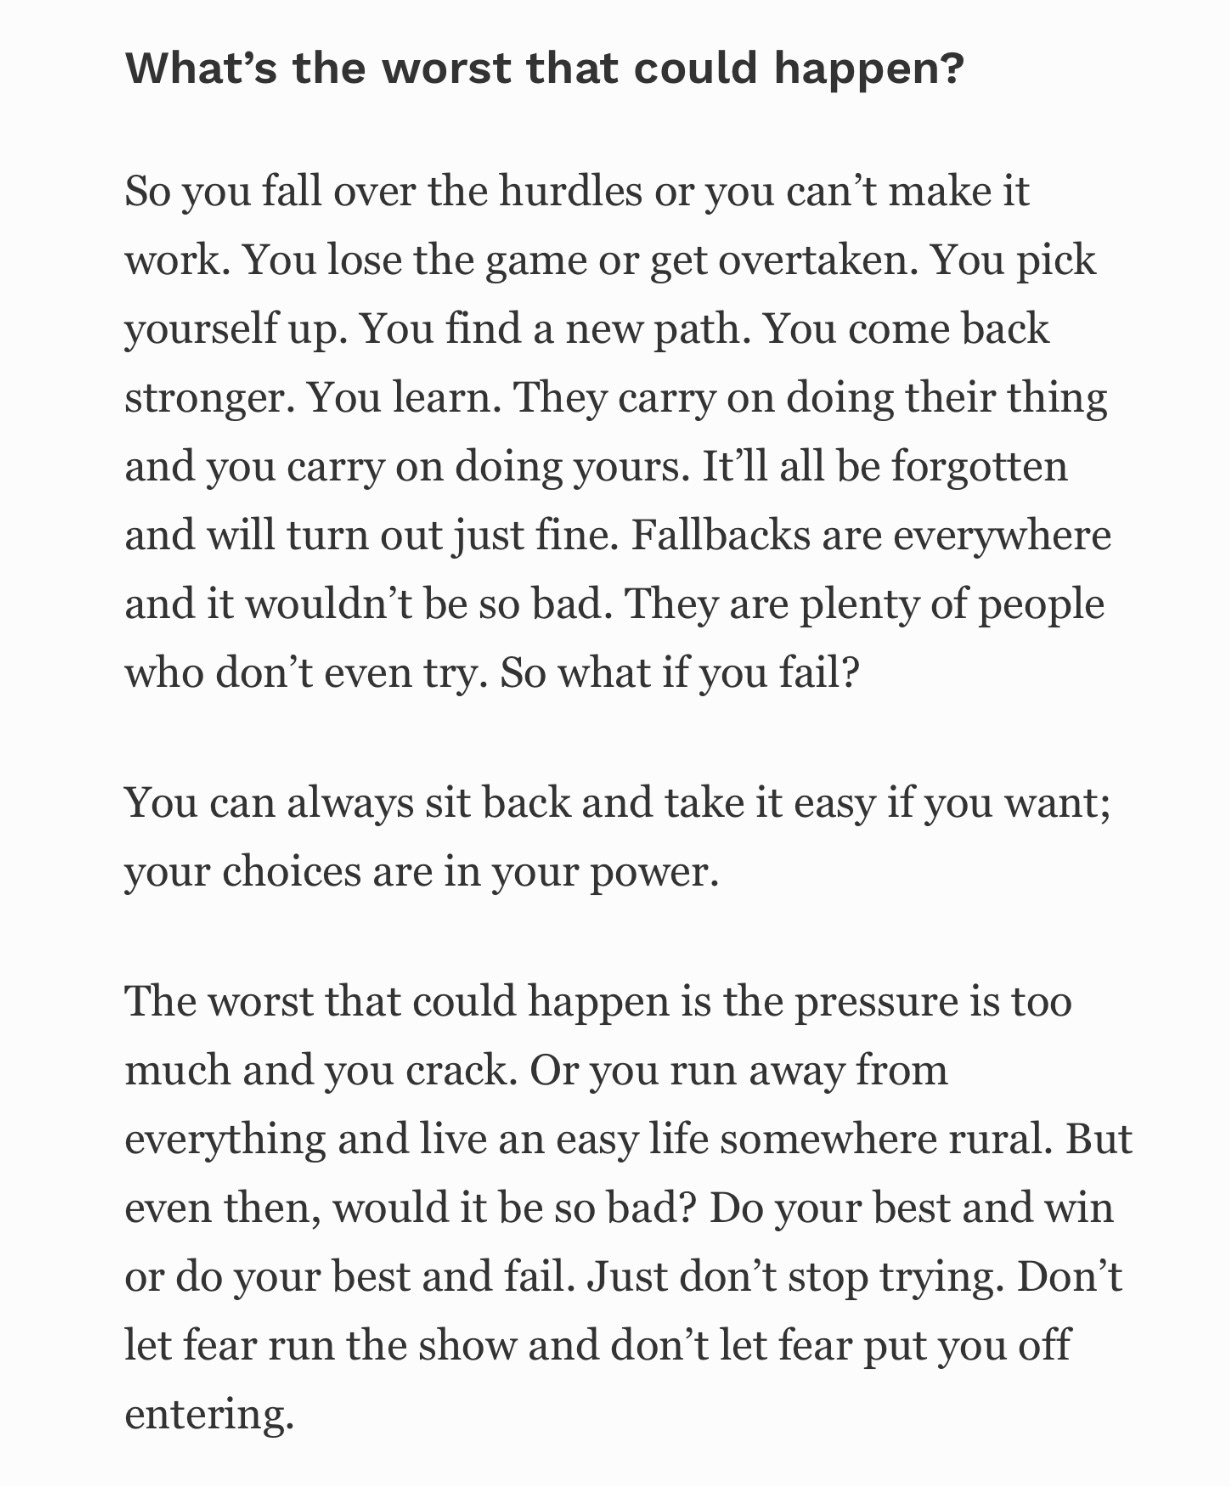 What’s the worst that could happen?
So you fall over the hurdles or you can’t make it
work. You lose the game or get overtaken. You pick
yourself up. You find a new path. You come back
stronger. You learn. They carry on doing their thing
and you carry on doing yours. It’ll all be forgotten
and will turn out just fine. Fallbacks are everywhere
and it wouldn’t be so bad. They are plenty of people
who don’t even try. So what if you fail?
You can always sit back and take it easy if you want;
your choices are in your power.
The worst that could happen is the pressure is too
much and you crack. Or you run away from
everything and live an easy life somewhere rural. But
even then, would it be so bad? Do your best and win
or do your best and fail. Just don’t stop trying. Don’t
let fear run the show and don’t let fear put you off
entering.